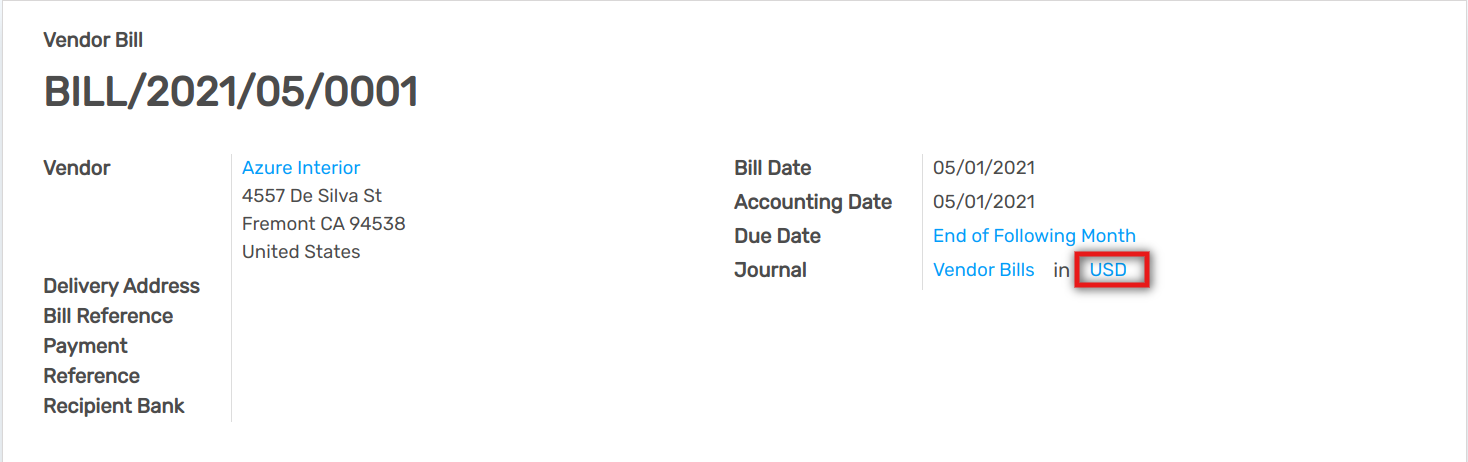 Vendor Bill
BILL/2021/05/0001
Vendor
Azure Interior
4557 De Silva St
Fremont CA 94538
United States
Delivery Address
Bill Reference
Payment
Reference
Recipient Bank
Bill Date 05/01/2021
Accounting Date 05/01/2021
Due Date End of Following Month
Journal Vendor Bills in USD